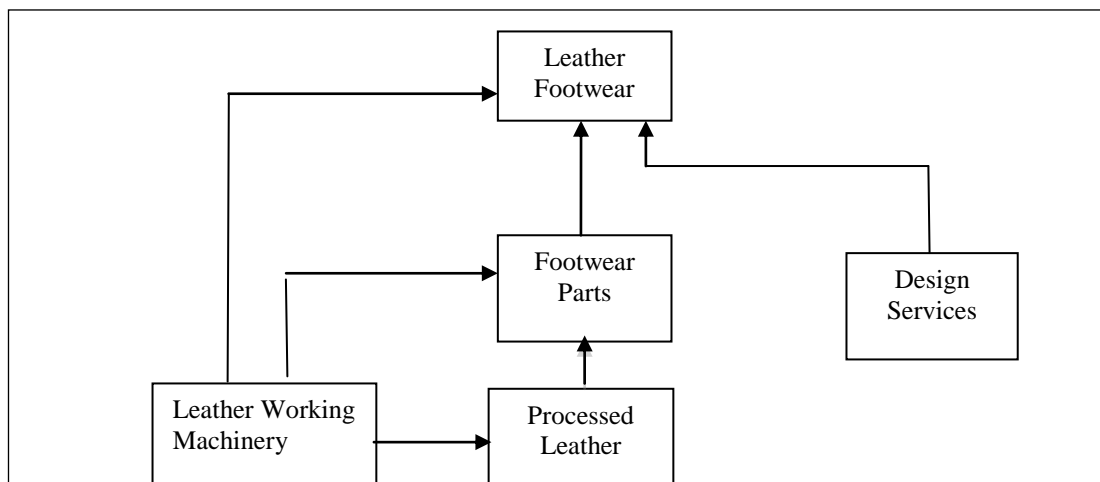 Leather
Footwear
Footwear
Parts
Design
Services
Leather Working
Machinery
Processed
Leather